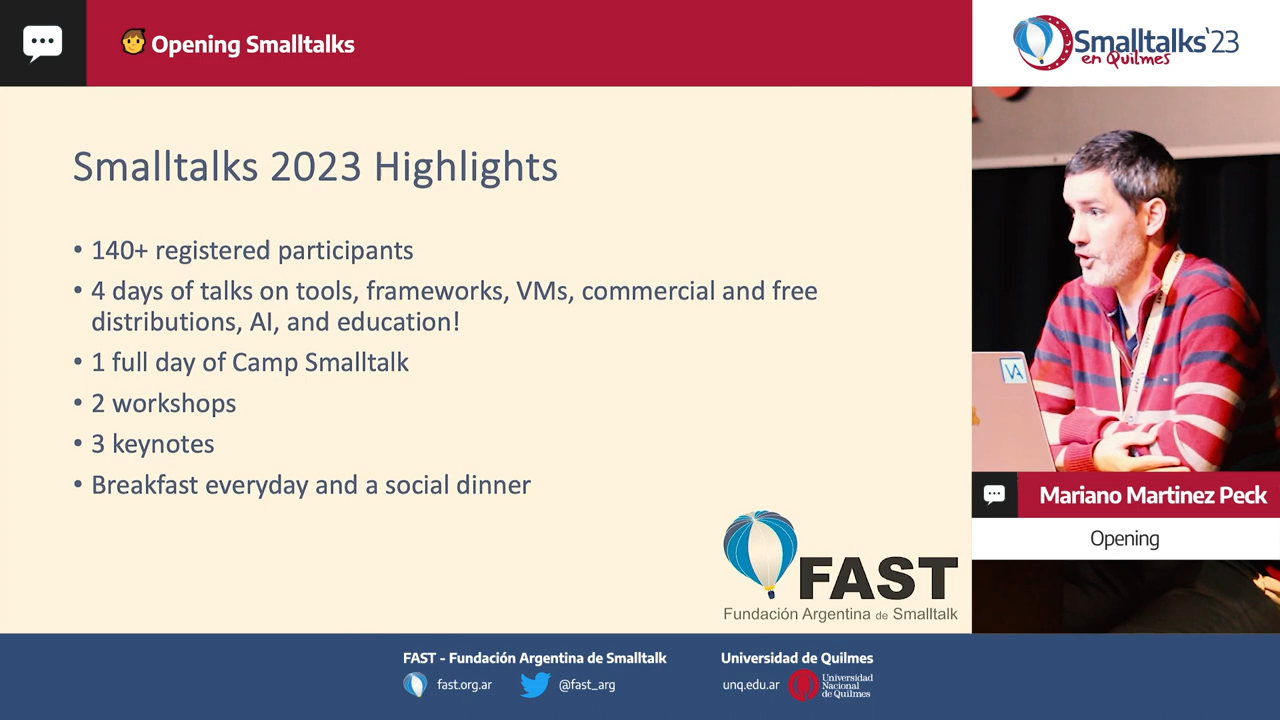 Opening Smalltalks
Smalltalks'23
en Quilmes
Smalltalks 2023 Highlights
• 140+ registered participants
• 4 days of talks on tools, frameworks, VMs, commercial and free
distributions, AI, and education!
• 1 full day of Camp Smalltalk
• 2 workshops
• 3 keynotes
• Breakfast everyday and a social dinner
FAST
Fundación Argentina de Smalltalk
VA
Mariano Martinez Peck
Opening
FAST - Fundación Argentina de Smalltalk
fast.org.ar
@fast_arg
Universidad de Quilmes
unq.edu.ar
Universidad
Nacional
de Quilmes